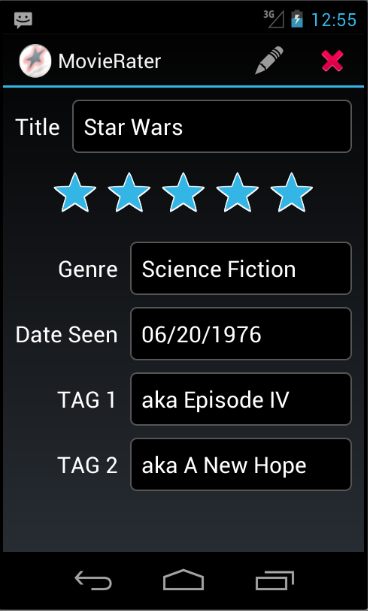 3G 12:55
MovieRater
Title Star Wars
Genre Science Fiction
Date Seen 06/20/1976
TAG 1 aka Episode IV
TAG 2 aka A New Hope